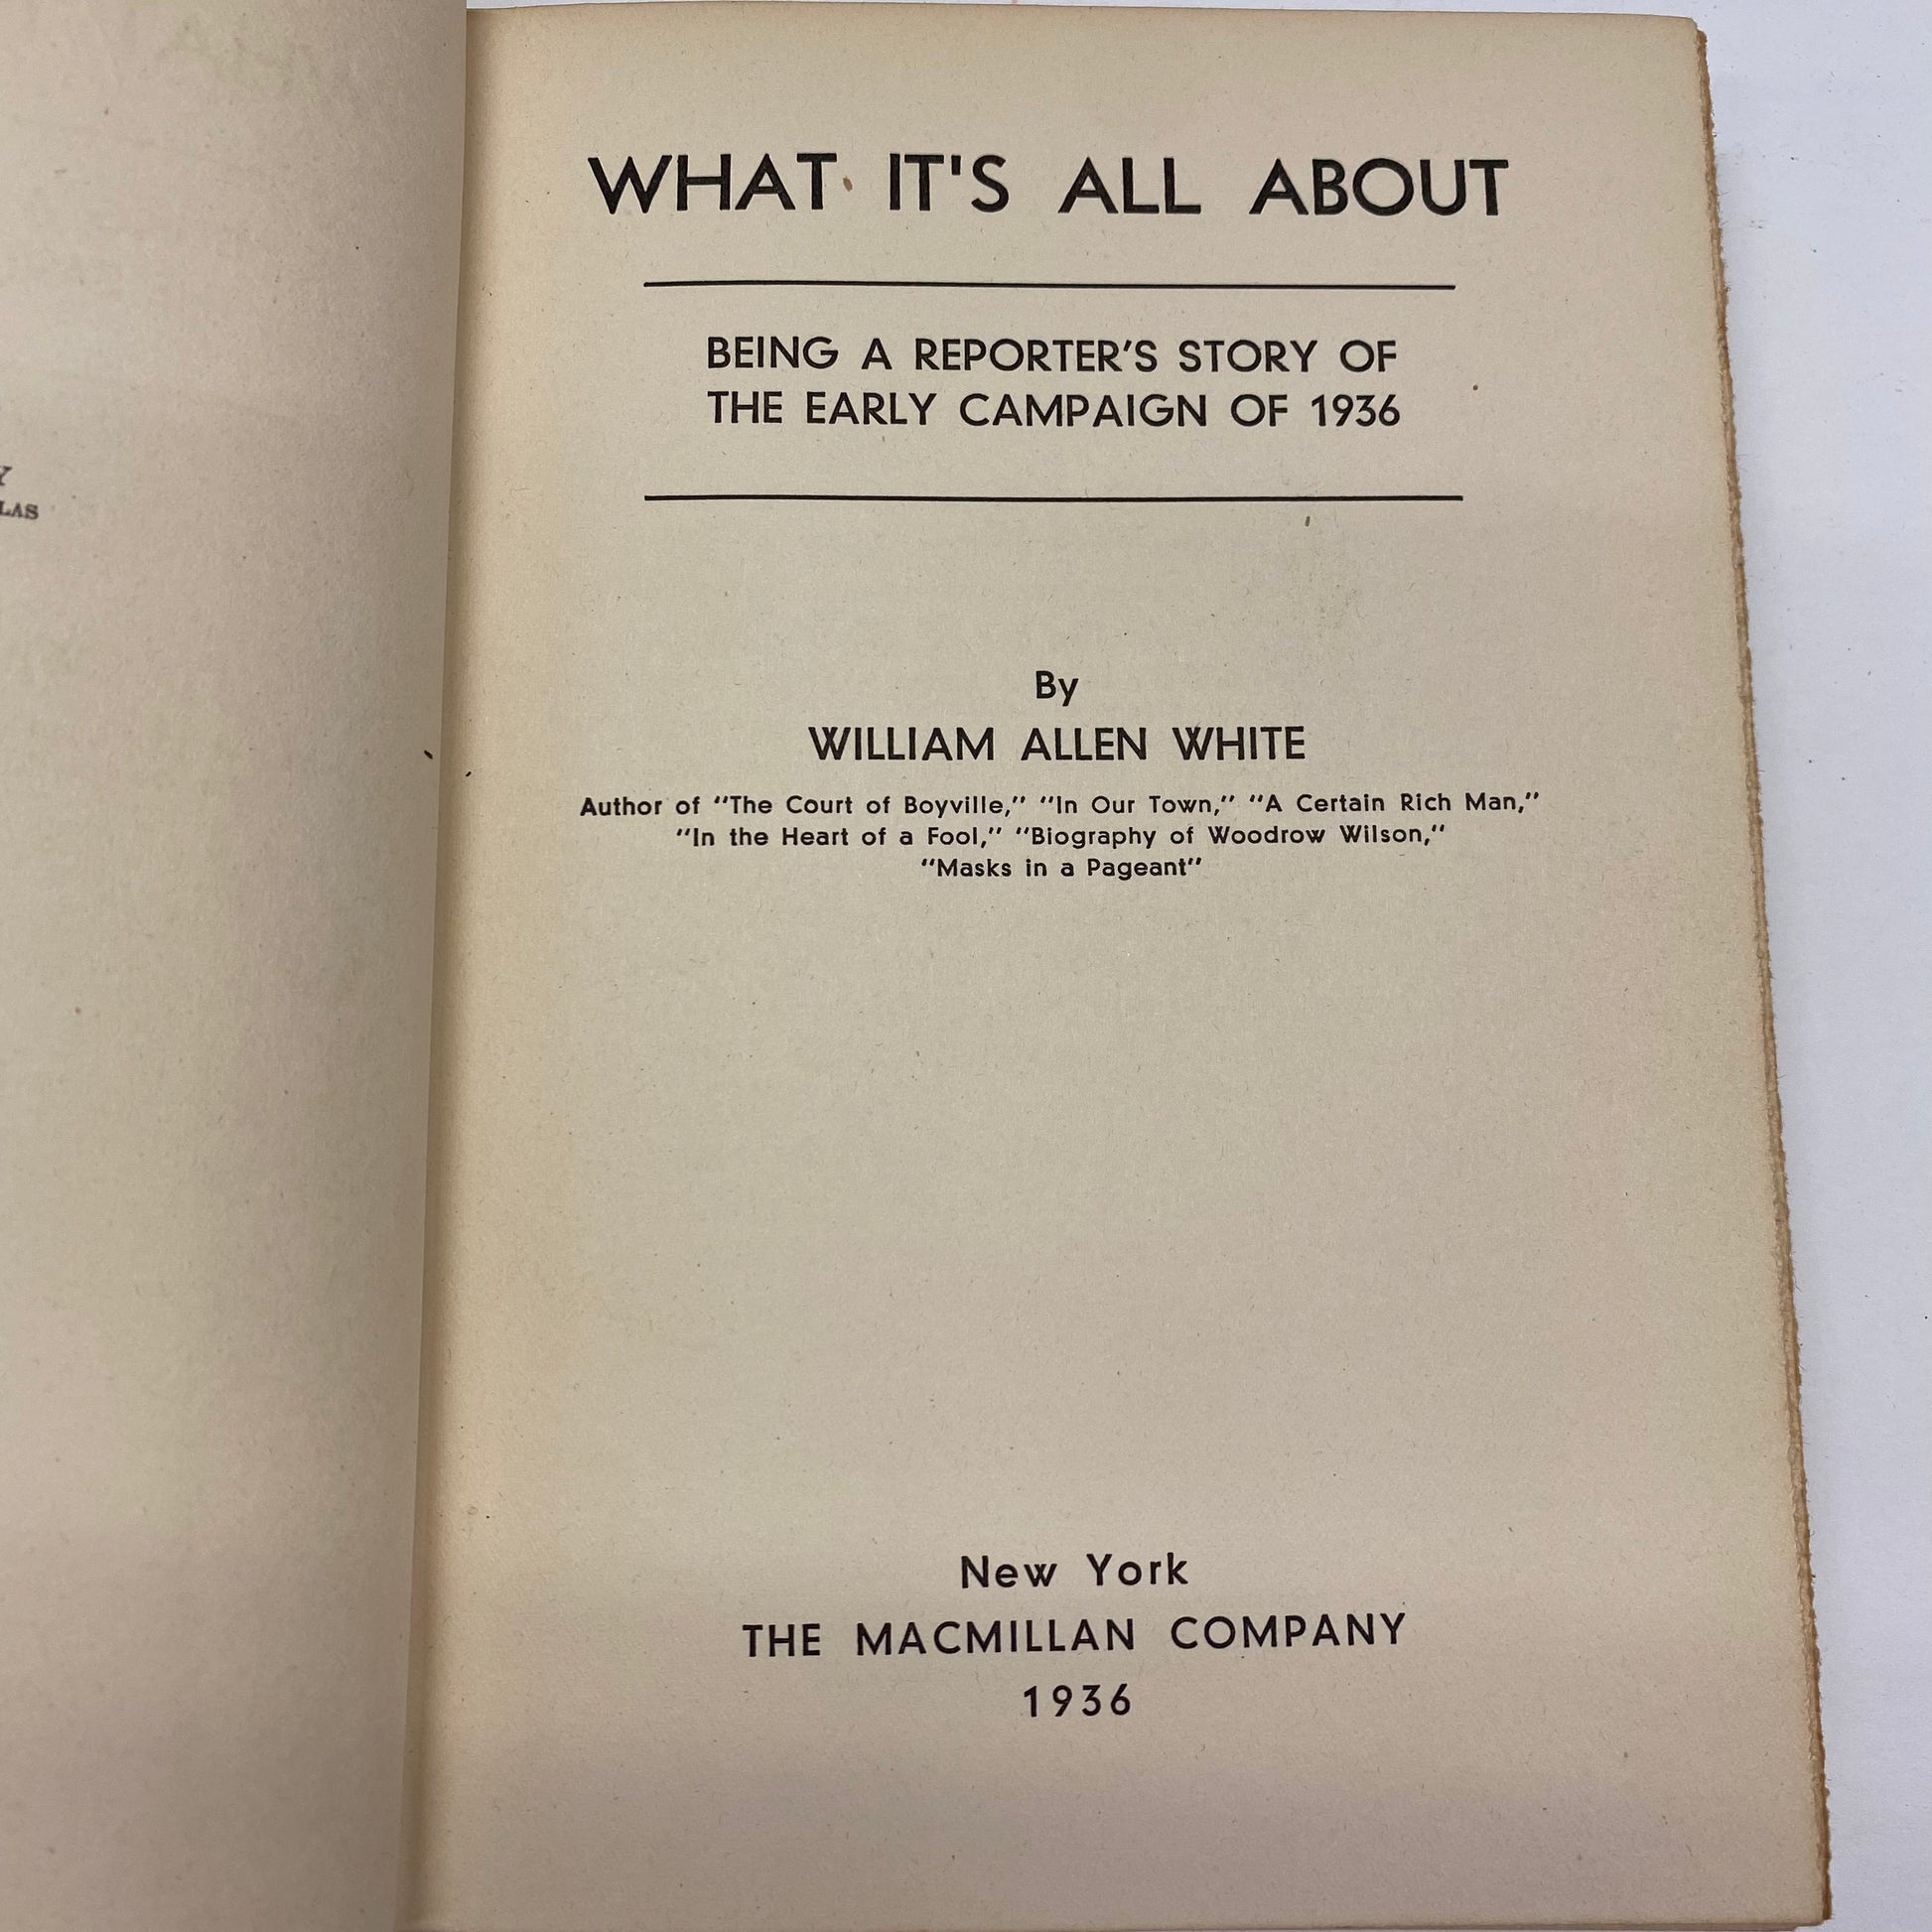 WHAT IT'S ALL ABOUT
BEING A REPORTER'S STORY OF
THE EARLY CAMPAIGN OF 1936
By
WILLIAM ALLEN WHITE
Author of "The Court of Boyville," "In Our Town," "A Certain Rich Man,"
"In the Heart of a Fool," "Biography of Woodrow Wilson,"
"Masks in a Pageant"
New York
THE MACMILLAN COMPANY
1936